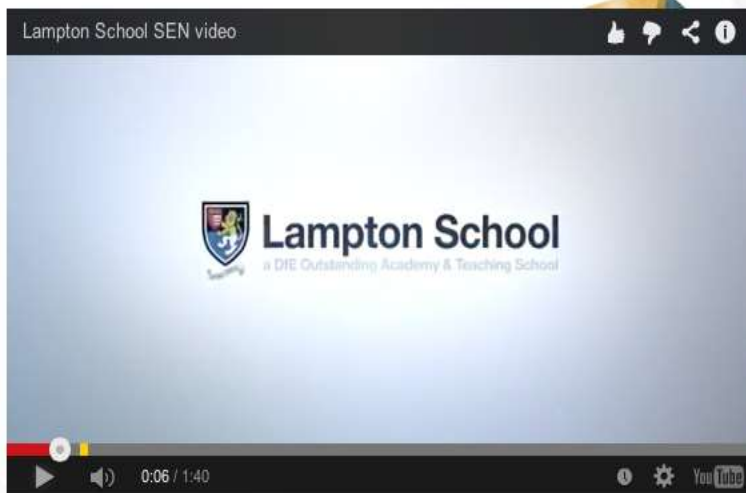 Lampton School SEN video
Lampton School
a DfE Outstanding Academy & Teaching School
0:06 / 1:40
YouTube